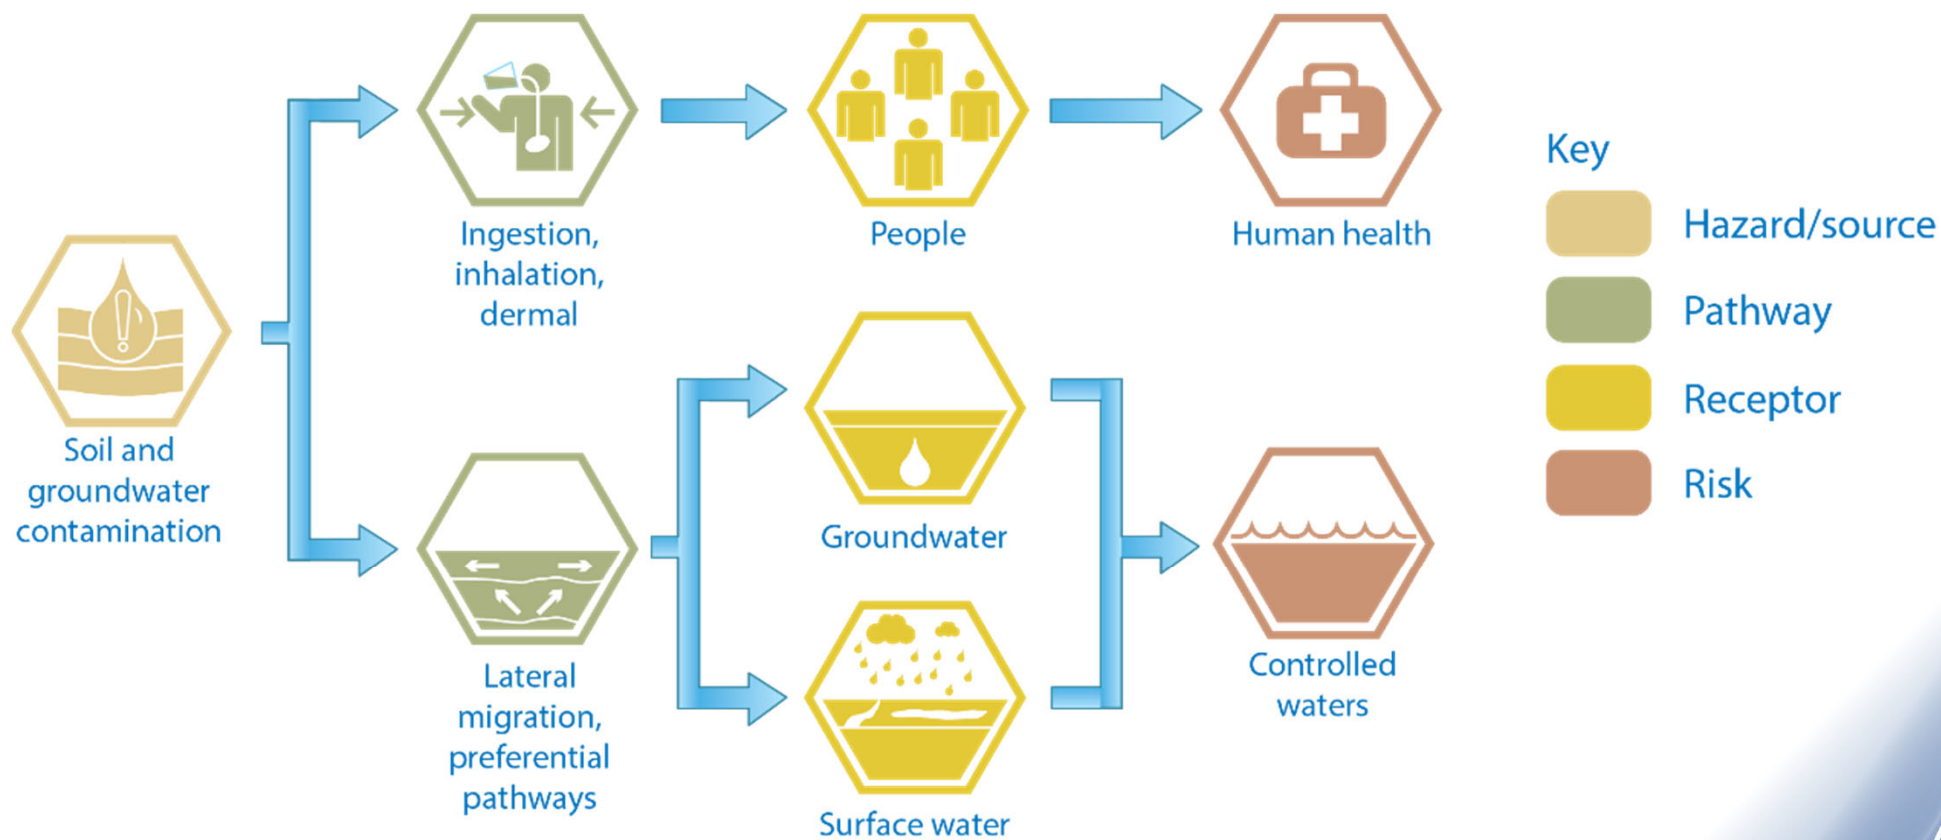 Soil and
groundwater
contamination
Ingestion,
inhalation,
dermal
People
Human health
Lateral
migration,
preferential
pathways
Groundwater
Surface water
Controlled
waters
Key
Hazard/source
Pathway
Receptor
Risk